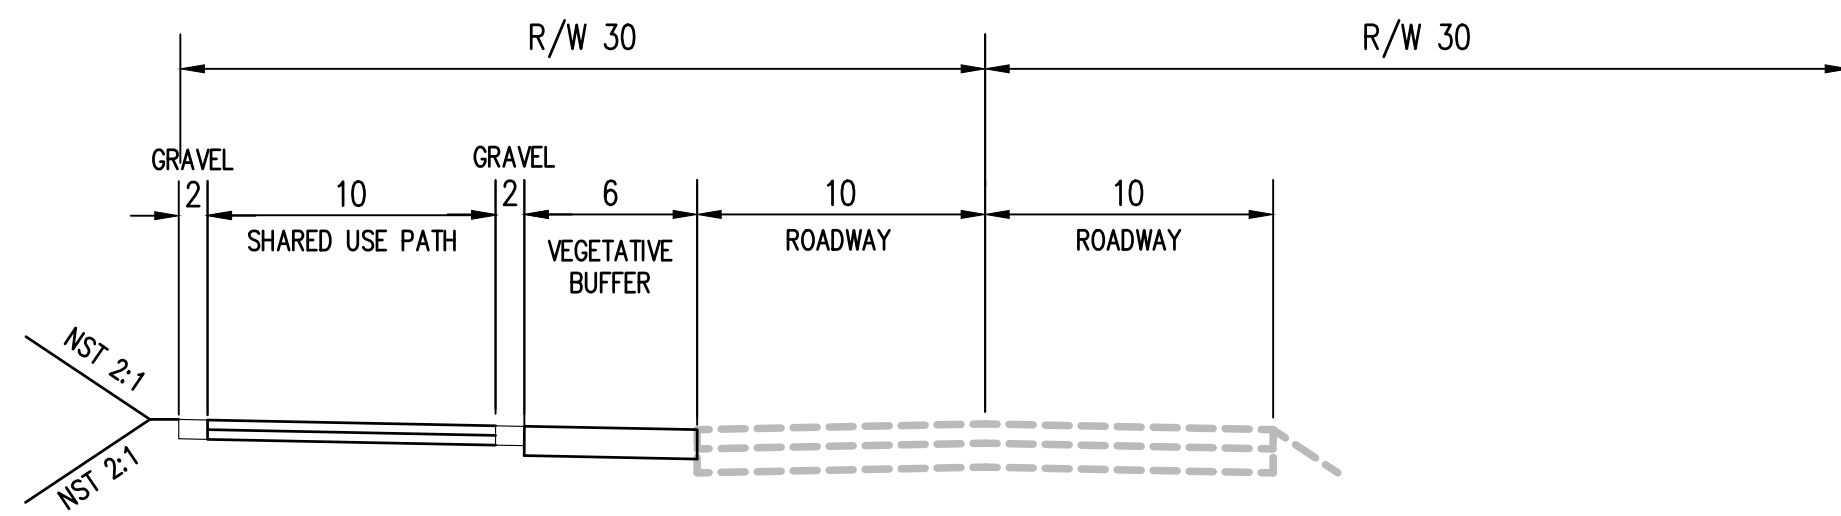 R/W 30
R/W 30
GRAVEL
GRAVEL
2
10
2
6
10
10
SHARED USE PATH
VEGETATIVE
BUFFER
ROADWAY
ROADWAY
NST 2:1
NST 2:1